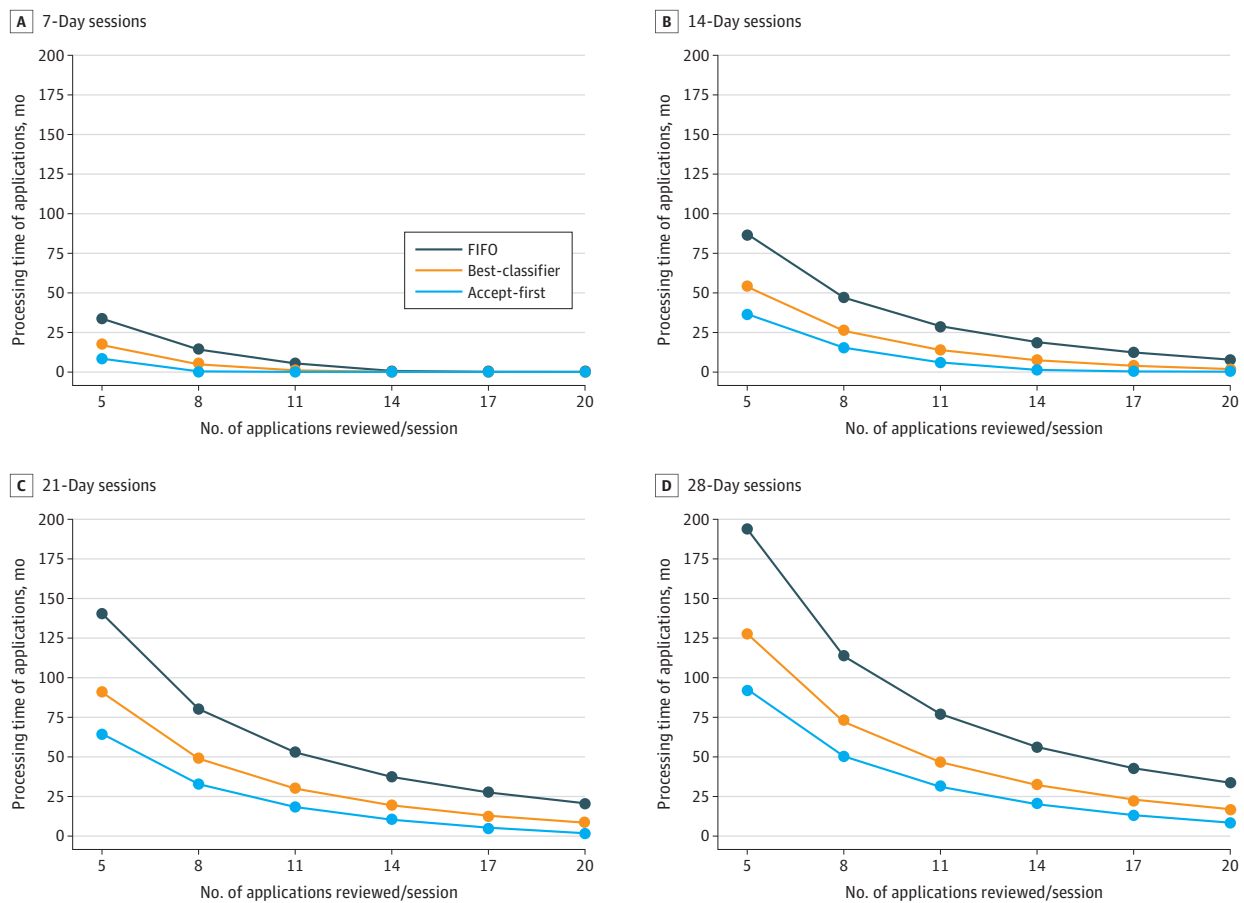 A 7-Day sessions
Processing time of applications, mo
200
175
150
125
100
75
50
25
0
5 8 11 14 17 20
No. of applications reviewed/session
FIFO
Best-classifier
Accept-first
B 14-Day sessions
Processing time of applications, mo
200
175
150
125
100
75
50
25
0
5 8 11 14 17 20
No. of applications reviewed/session
C 21-Day sessions
Processing time of applications, mo
200
175
150
125
100
75
50
25
0
5 8 11 14 17 20
No. of applications reviewed/session
D 28-Day sessions
Processing time of applications, mo
200
175
150
125
100
75
50
25
0
5 8 11 14 17 20
No. of applications reviewed/session